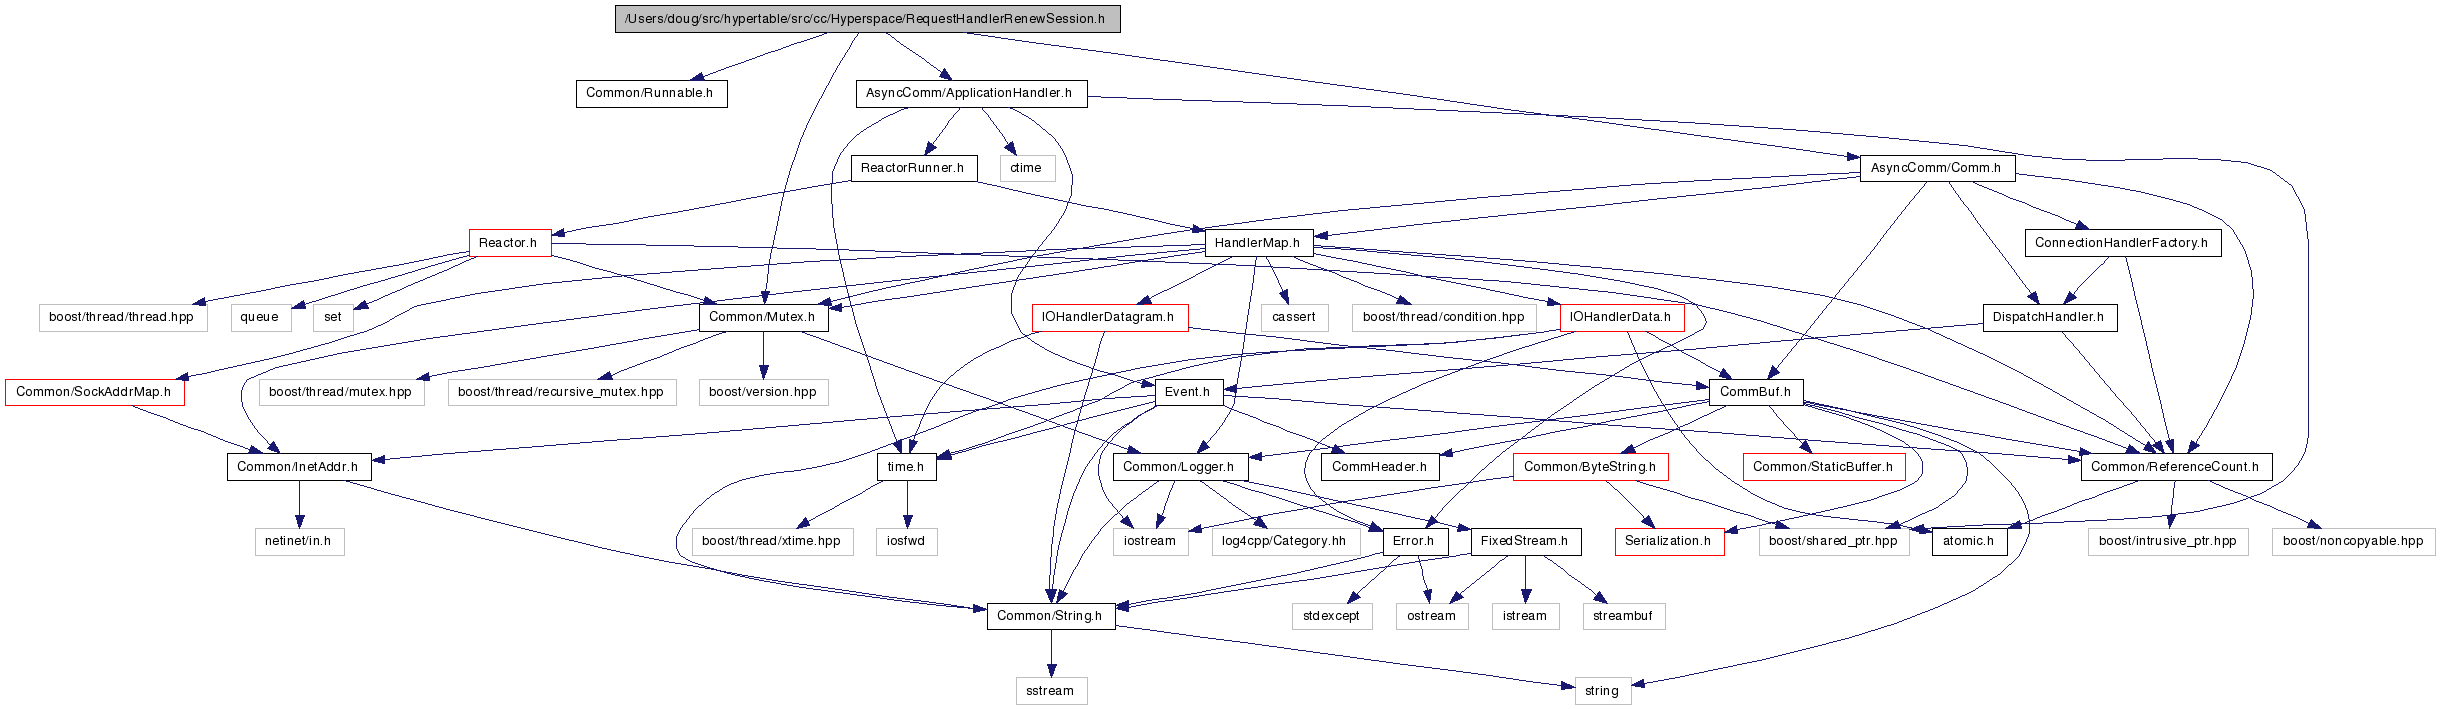 /Users/doug/src/hypertable/src/cc/Hyperspace/RequestHandlerRenewSession.h
Common/Runnable.h
AsyncComm/ApplicationHandler.h
ReactorRunner.h
ctime
AsyncComm/Comm.h
Reactor.h
HandlerMap.h
ConnectionHandlerFactory.h
boost/thread/thread.hpp
queue
set
Common/Mutex.h
IOHandlerDatagram.h
cassert
boost/thread/condition.hpp
IOHandlerData.h
DispatchHandler.h
Common/SockAddrMap.h
boost/thread/mutex.hpp
boost/thread/recursive_mutex.hpp
boost/version.hpp
Event.h
CommBuf.h
Common/InetAddr.h
time.h
Common/Logger.h
CommHeader.h
Common/ByteString.h
Common/StaticBuffer.h
Common/ReferenceCount.h
netinet/in.h
boost/thread/xtime.hpp
iosfwd
iostream
log4cpp/Category.hh
Error.h
FixedStream.h
Serialization.h
boost/shared_ptr.hpp
atomic.h
boost/intrusive_ptr.hpp
boost/noncopyable.hpp
Common/String.h
stdexcept
ostream
istream
streambuf
sstream
string